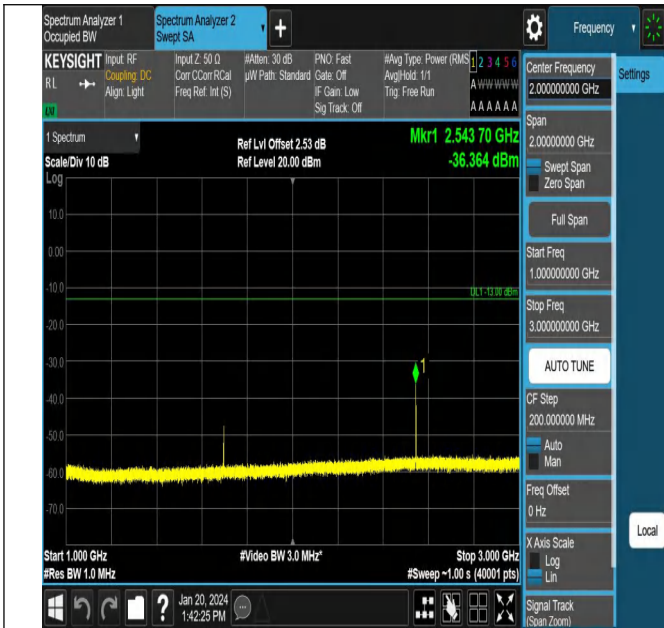 Spectrum Analyzer 1
Occupied BW
Spectrum Analyzer 2
Swept SA
Frequency
KEYSIGHT
RL
LXI
Input: RF
Coupling: DC
Align: Light
Input Z: 50 Ω
Corr CCorr RCal
Freq Ref: Int (S)
#Atten: 30 dB
µW Path: Standard
PNO: Fast
Gate: Off
IF Gain: Low
Sig Track: Off
#Avg Type: Power (RMS
Avg|Hold: 1/1
Trig: Free Run
1 2 3 4 5 6
A W W W W W
A A A A A A
1 Spectrum
Scale/Div 10 dB
Ref Lvl Offset 2.53 dB
Ref Level 20.00 dBm
Mkr1 2.543 70 GHz
-36.364 dBm
Log
10.0
0.00
-10.0
DL1 -13.00 dBm
-20.0
-30.0
1
-40.0
-50.0
-60.0
-70.0
Start 1.000 GHz
#Res BW 1.0 MHz
#Video BW 3.0 MHz*
Stop 3.000 GHz
#Sweep ~1.00 s (40001 pts)
?
Jan 20, 2024
1:42:25 PM
Center Frequency
2.000000000 GHz
Span
2.00000000 GHz
Swept Span
Zero Span
Full Span
Start Freq
1.000000000 GHz
Stop Freq
3.000000000 GHz
AUTO TUNE
CF Step
200.000000 MHz
Auto
Man
Freq Offset
0 Hz
X Axis Scale
Log
Lin
Signal Track
(Span Zoom)
Settings
Local